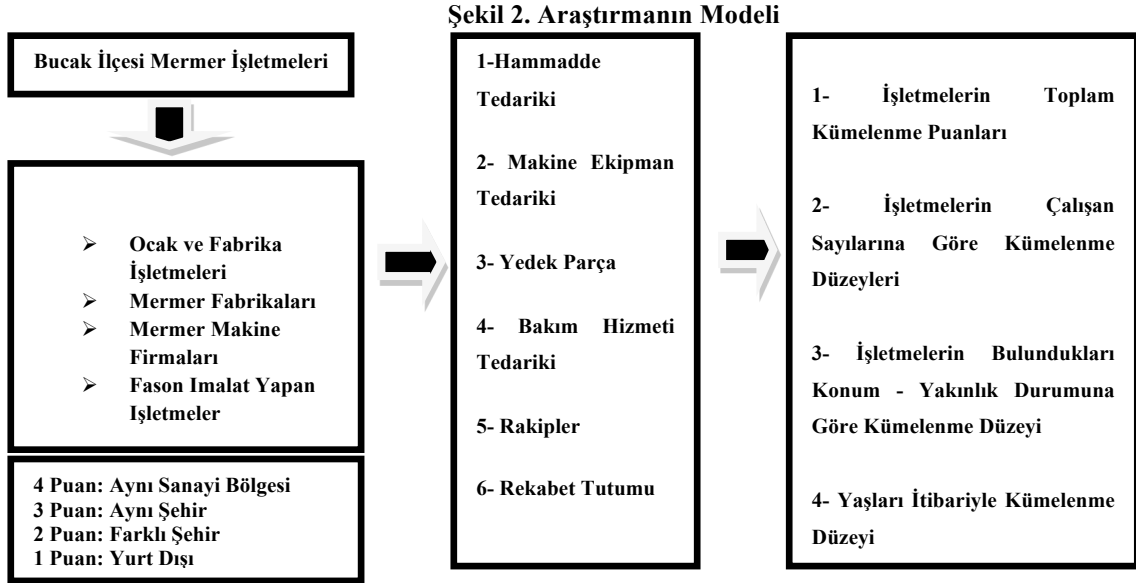 Şekil 2. Araştırmanın Modeli
Bucak İlçesi Mermer İşletmeleri
➢ Ocak ve Fabrika
İşletmeleri
➢ Mermer Fabrikaları
➢ Mermer Makine
Firmaları
➢ Fason Imalat Yapan
Işletmeler
4 Puan: Aynı Sanayi Bölgesi
3 Puan: Aynı Şehir
2 Puan: Farklı Şehir
1 Puan: Yurt Dışı
1-Hammadde
Tedariki
2- Makine Ekipman
Tedariki
3- Yedek Parça
4- Bakım Hizmeti
Tedariki
5- Rakipler
6- Rekabet Tutumu
1- İşletmelerin Toplam
Kümelenme Puanları
2- İşletmelerin Çalışan
Sayılarına Göre Kümelenme
Düzeyleri
3- İşletmelerin Bulundukları
Konum - Yakınlık Durumuna
Göre Kümelenme Düzeyi
4- Yaşları İtibariyle Kümelenme
Düzeyi